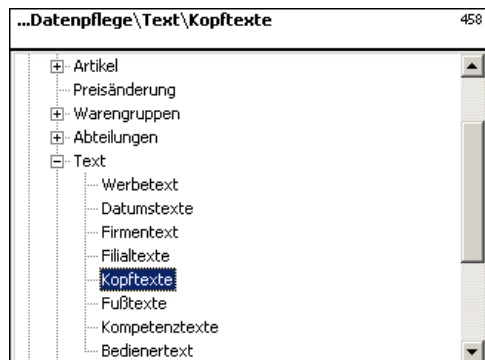 ...Datenpflege\Text\Kopftexte 458
Artikel
Preisänderung
Warengruppen
Abteilungen
Text
Werbetext
Datumstexte
Firmentext
Filialtexte
Kopftexte
Fußtexte
Kompetenztexte
Bedienertext